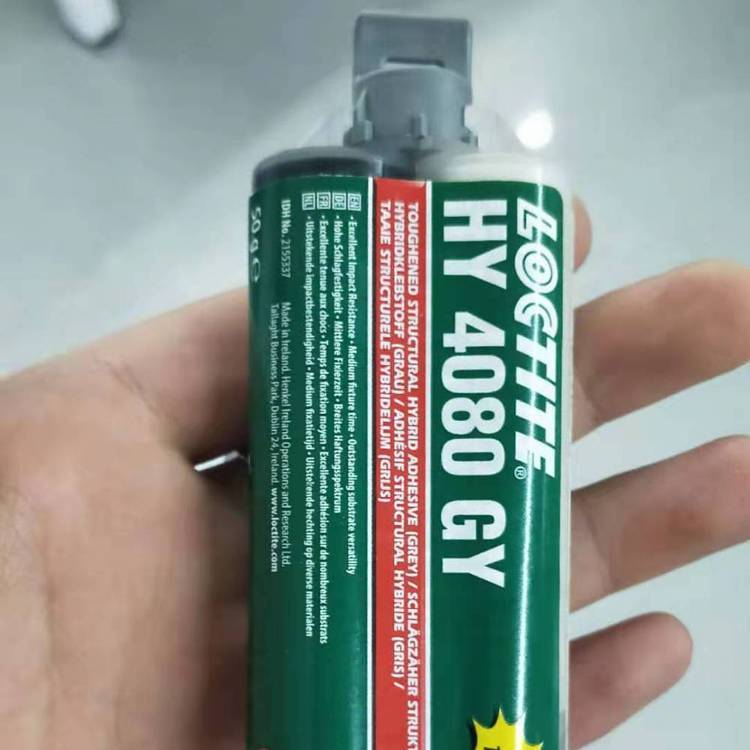 LOCTITE®
HY 4080 GY
TOUGHENED STRUCTURAL HYBRID ADHESIVE (GREY) / SCHLAGZÄHER STRUKT
HYBRIDKLEBSTOFF (GRAU) / ADHÉSIF STRUCTURAL HYBRIDE (GRIS) /
TAAIE STRUCTURELE HYBRIDELIJM (GRIJS)
EN • Excellent Impact Resistance • Medium fixture time • Outstanding substrate versatility
DE • Hohe Schlagfestigkeit • Mittlere Fixierzeit • Breites Haftungsspektrum
FR • Excellente tenue aux chocs • Temps de fixation moyen • Excellente adhésion sur de nombreux substrats
NL • Uitstekende impactbestendigheid • Medium fixatietijd • Uitstekende hechting op diverse materialen
IDH No. 2155337
Made in Ireland. Henkel Ireland Operations and Research Ltd.
Tallaght Business Park, Dublin 24, Ireland. www.loctite.com
50 g ℮